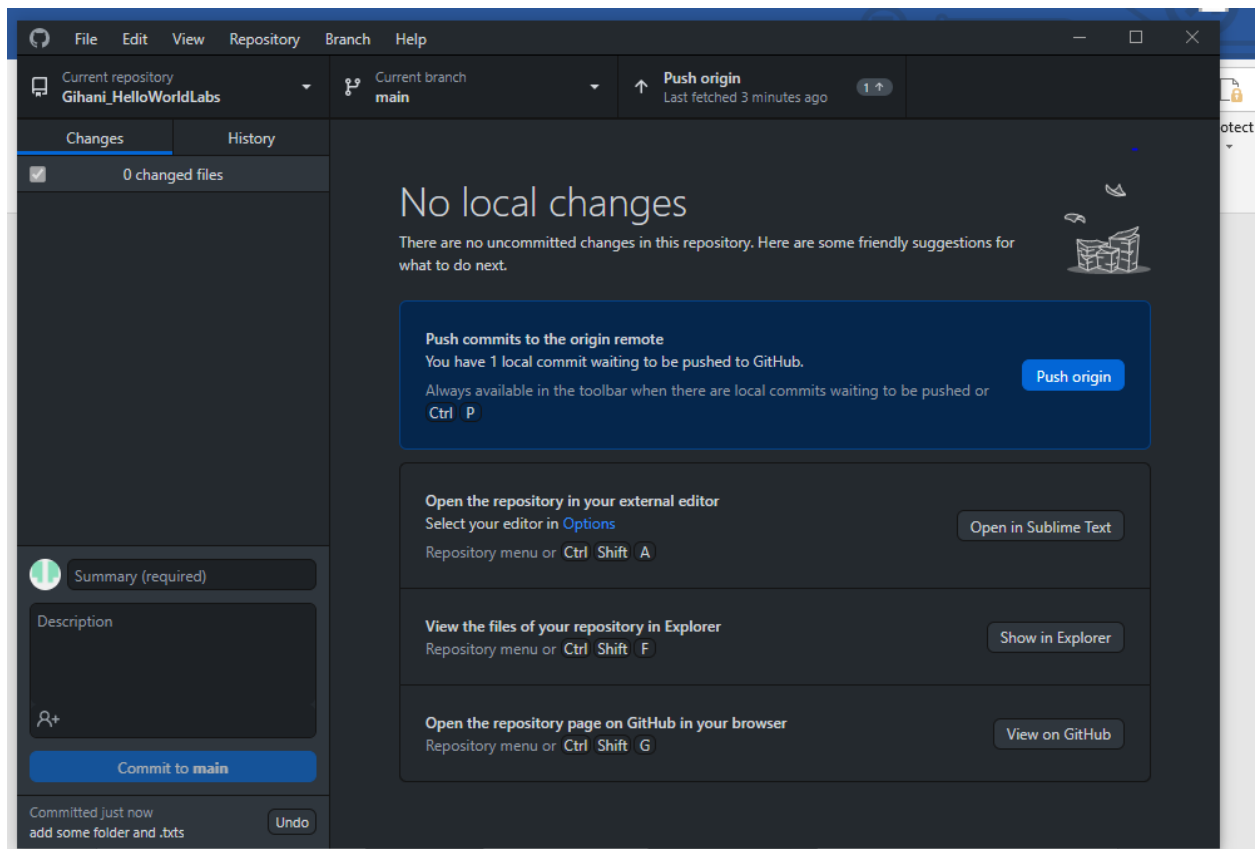 File Edit View Repository Branch Help
Current repository
Gihani_HelloWorldLabs
Current branch
main
Push origin
Last fetched 3 minutes ago
1
otect
Changes History
0 changed files
No local changes
There are no uncommitted changes in this repository. Here are some friendly suggestions for
what to do next.
Push commits to the origin remote
You have 1 local commit waiting to be pushed to GitHub.
Always available in the toolbar when there are local commits waiting to be pushed or
Ctrl P
Push origin
Open the repository in your external editor
Select your editor in Options
Repository menu or Ctrl Shift A
Open in Sublime Text
View the files of your repository in Explorer
Repository menu or Ctrl Shift F
Show in Explorer
Open the repository page on GitHub in your browser
Repository menu or Ctrl Shift G
View on GitHub
Summary (required)
Description
Commit to main
Committed just now
add some folder and .txts
Undo